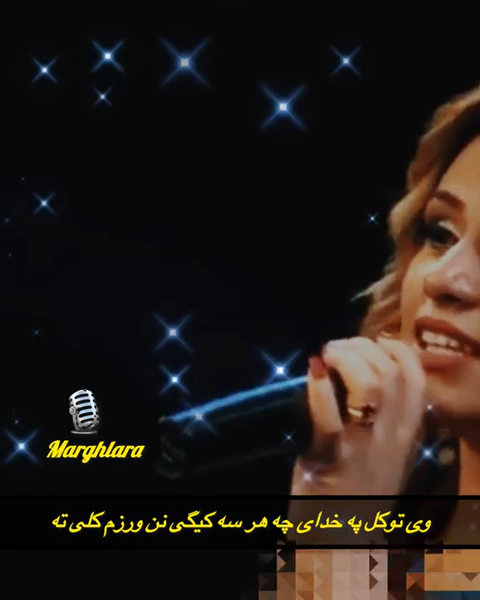 Marghlara
وی توکل په خدای چه هر سه کیگی نن ورزم کلی ته